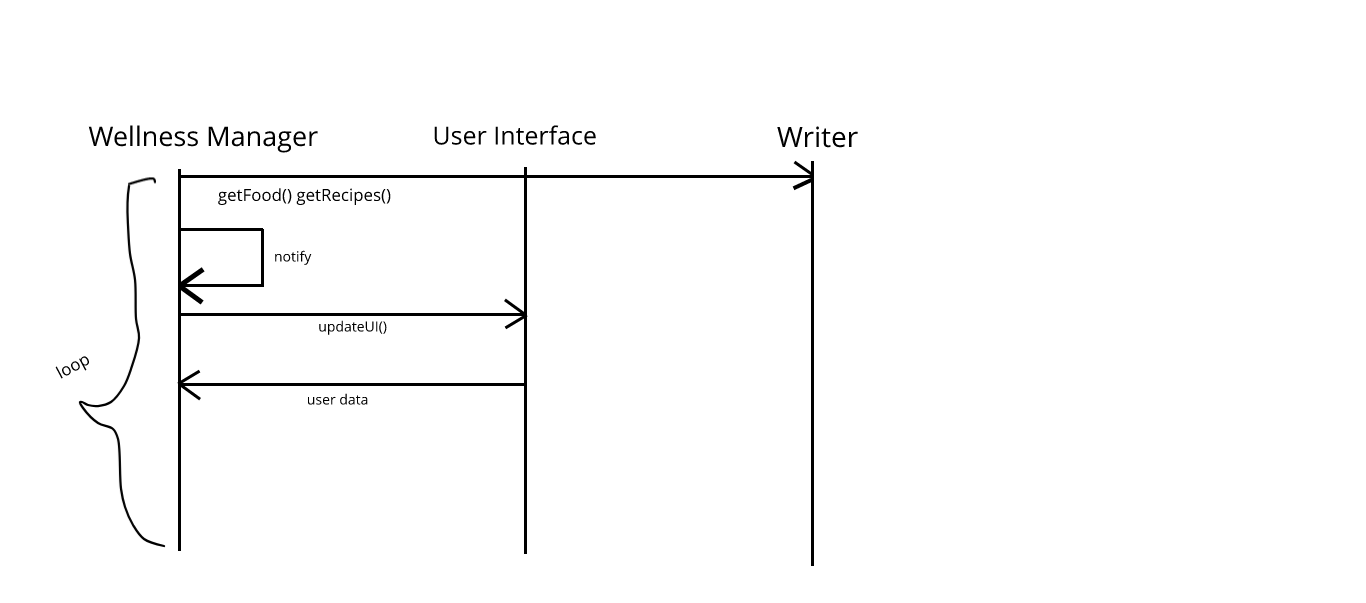 Wellness Manager
User Interface
Writer
getFood() getRecipes()
notify
updateUI()
loop
user data